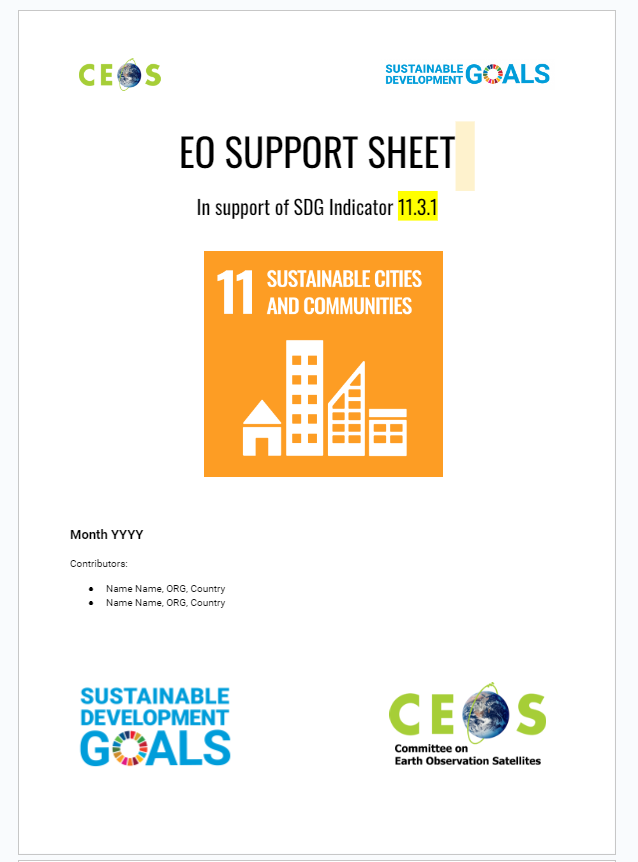 CEOS
SUSTAINABLE
DEVELOPMENT GOALS
EO SUPPORT SHEET
In support of SDG Indicator 11.3.1
11 SUSTAINABLE CITIES
AND COMMUNITIES
Month YYYY
Contributors:
● Name Name, ORG, Country
● Name Name, ORG, Country
SUSTAINABLE
DEVELOPMENT
GOALS
CEOS
Committee on
Earth Observation Satellites